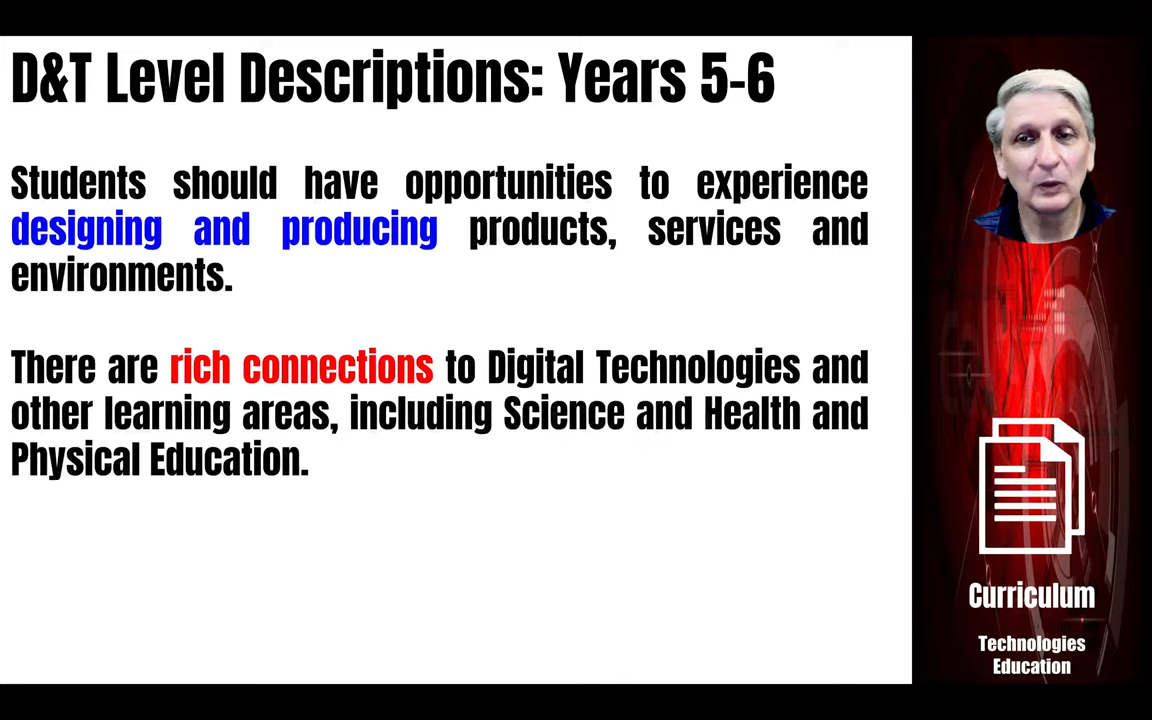 D&T Level Descriptions: Years 5-6
Students should have opportunities to experience
designing and producing products, services and
environments.
There are rich connections to Digital Technologies and
other learning areas, including Science and Health and
Physical Education.
Curriculum
Technologies
Education